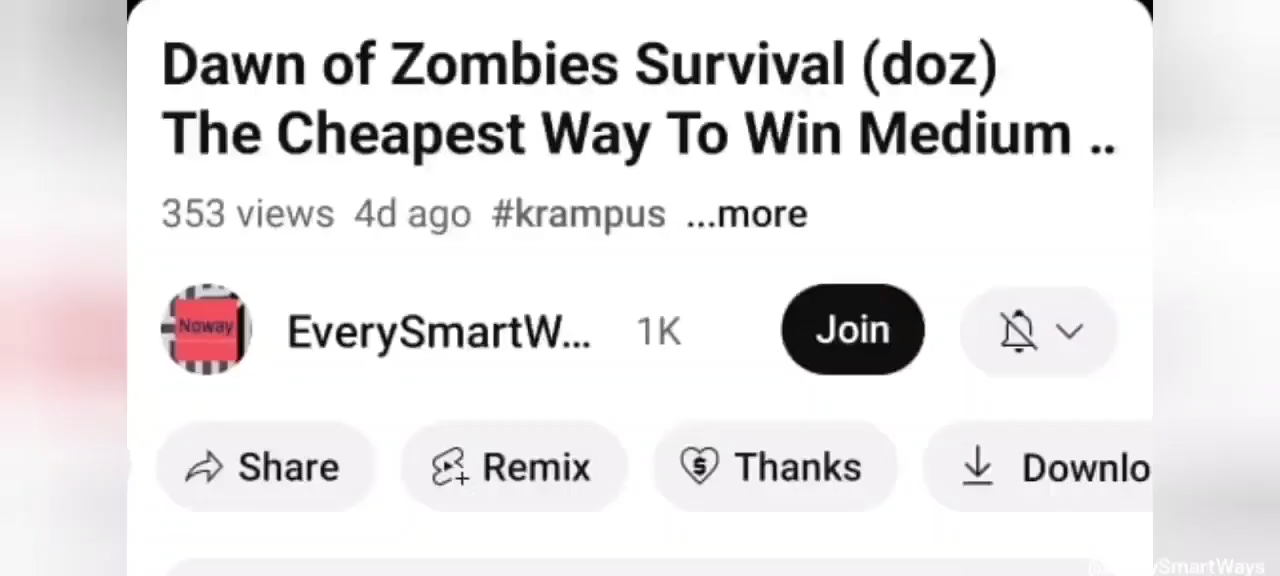 Dawn of Zombies Survival (doz)
The Cheapest Way To Win Medium ..
353 views 4d ago #krampus ...more
Noway
EverySmartW... 1K Join
Share Remix Thanks Downlo
ySmartWays